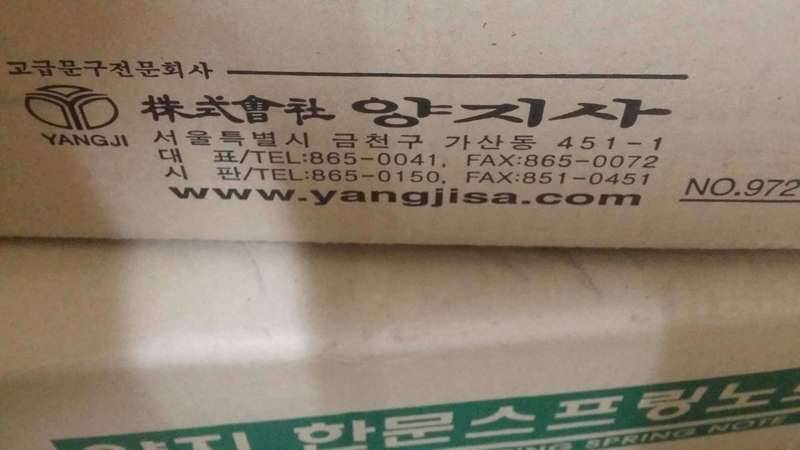 고급문구전문회사
YANGJI
株式會社 양지사
서울특별시 금천구 가산동 451-1
대 표/TEL:865-0041, FAX:865-0072
시 판/TEL:865-0150, FAX:851-0451
www.yangjisa.com
NO.972
양지 한문스프링노
SPRING NOTE